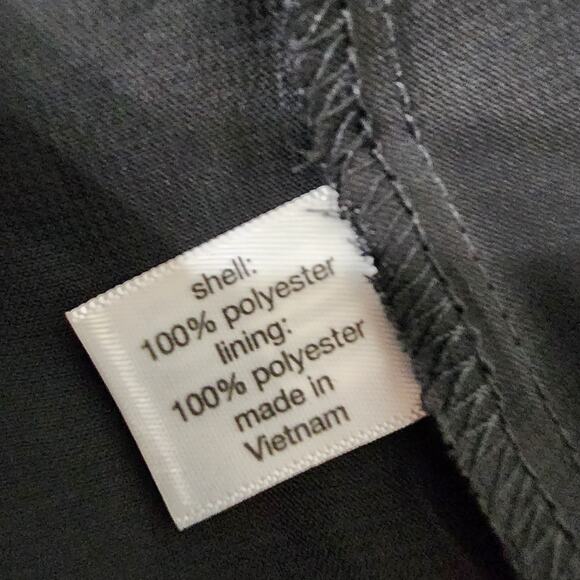 shell:
100% polyester
lining:
100% polyester
made in
Vietnam